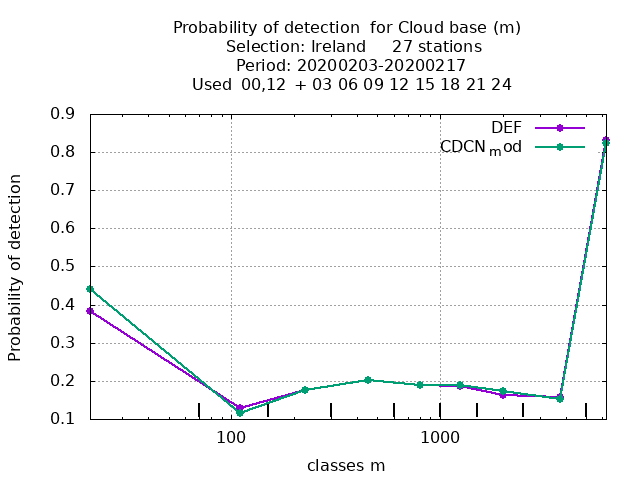 Probability of detection  for Cloud base (m)
Selection: Ireland     27 stations
Period: 20200203-20200217
Used  00,12  + 03 06 09 12 15 18 21 24
0.9
DEF
0.8
CDCNmod
0.7
0.6
0.5
0.4
0.3
0.2
0.1
Probability of detection
100
1000
classes m